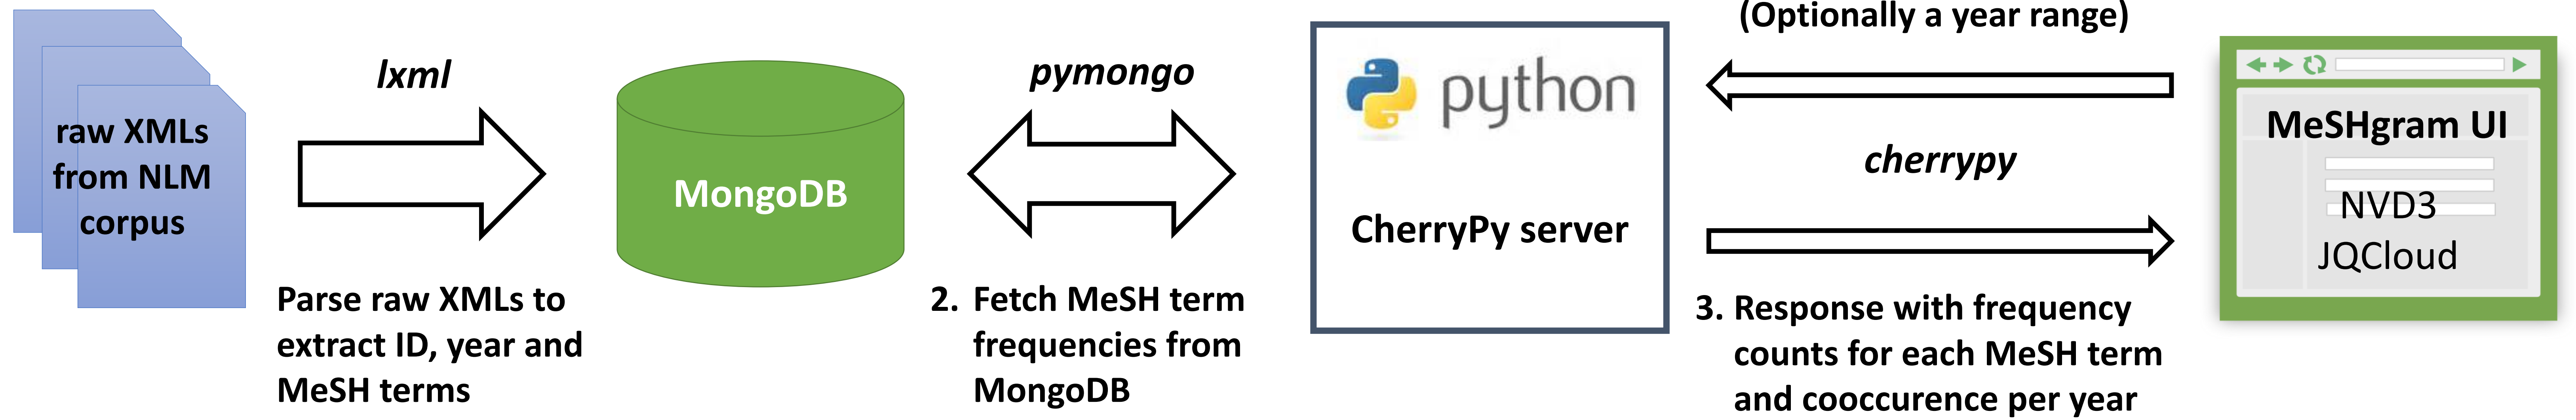 raw XMLs
from NLM
corpus
lxml
Parse raw XMLs to
extract ID, year and
MeSH terms
MongoDB
pymongo
2. Fetch MeSH term
frequencies from
MongoDB
python
CherryPy server
(Optionally a year range)
cherrypy
3. Response with frequency
counts for each MeSH term
and cooccurence per year
MeSHgram UI
NVD3
JQCloud